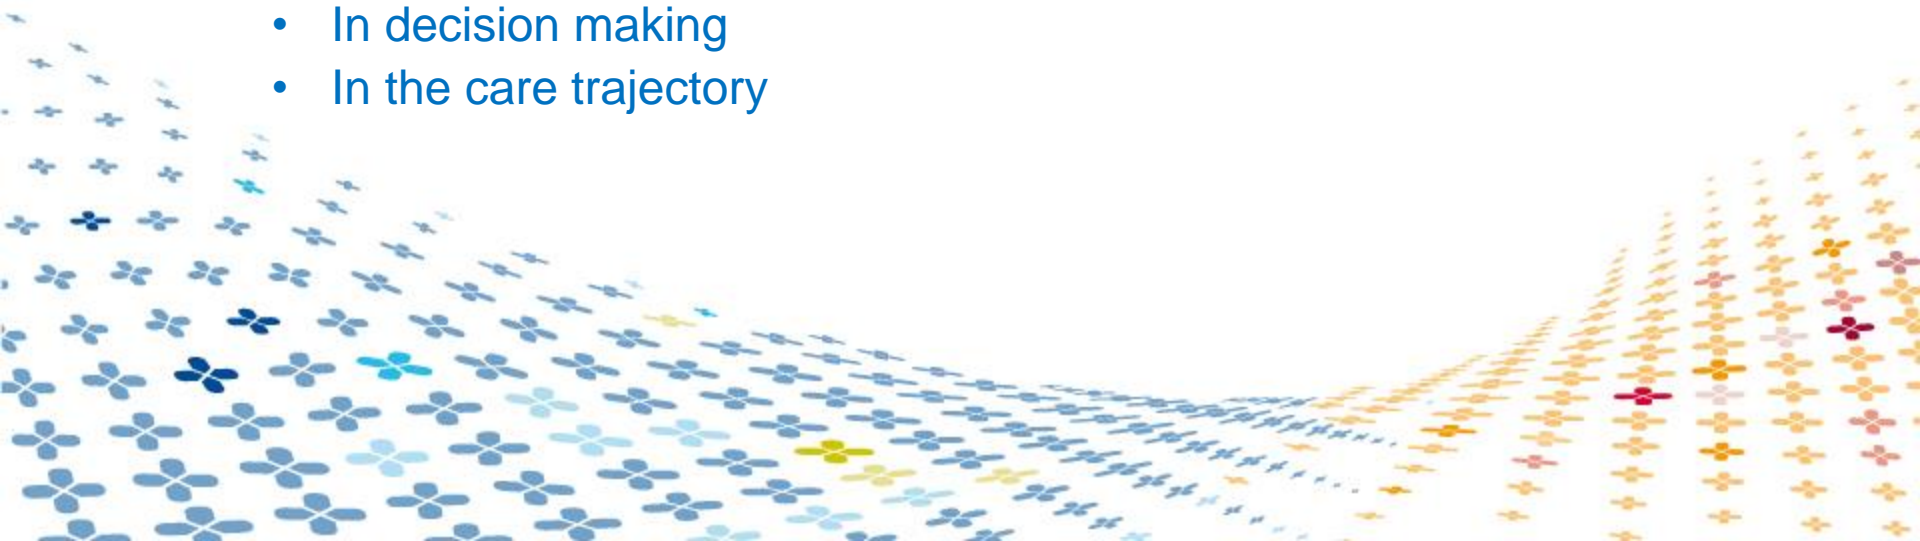 • In decision making
• In the care trajectory